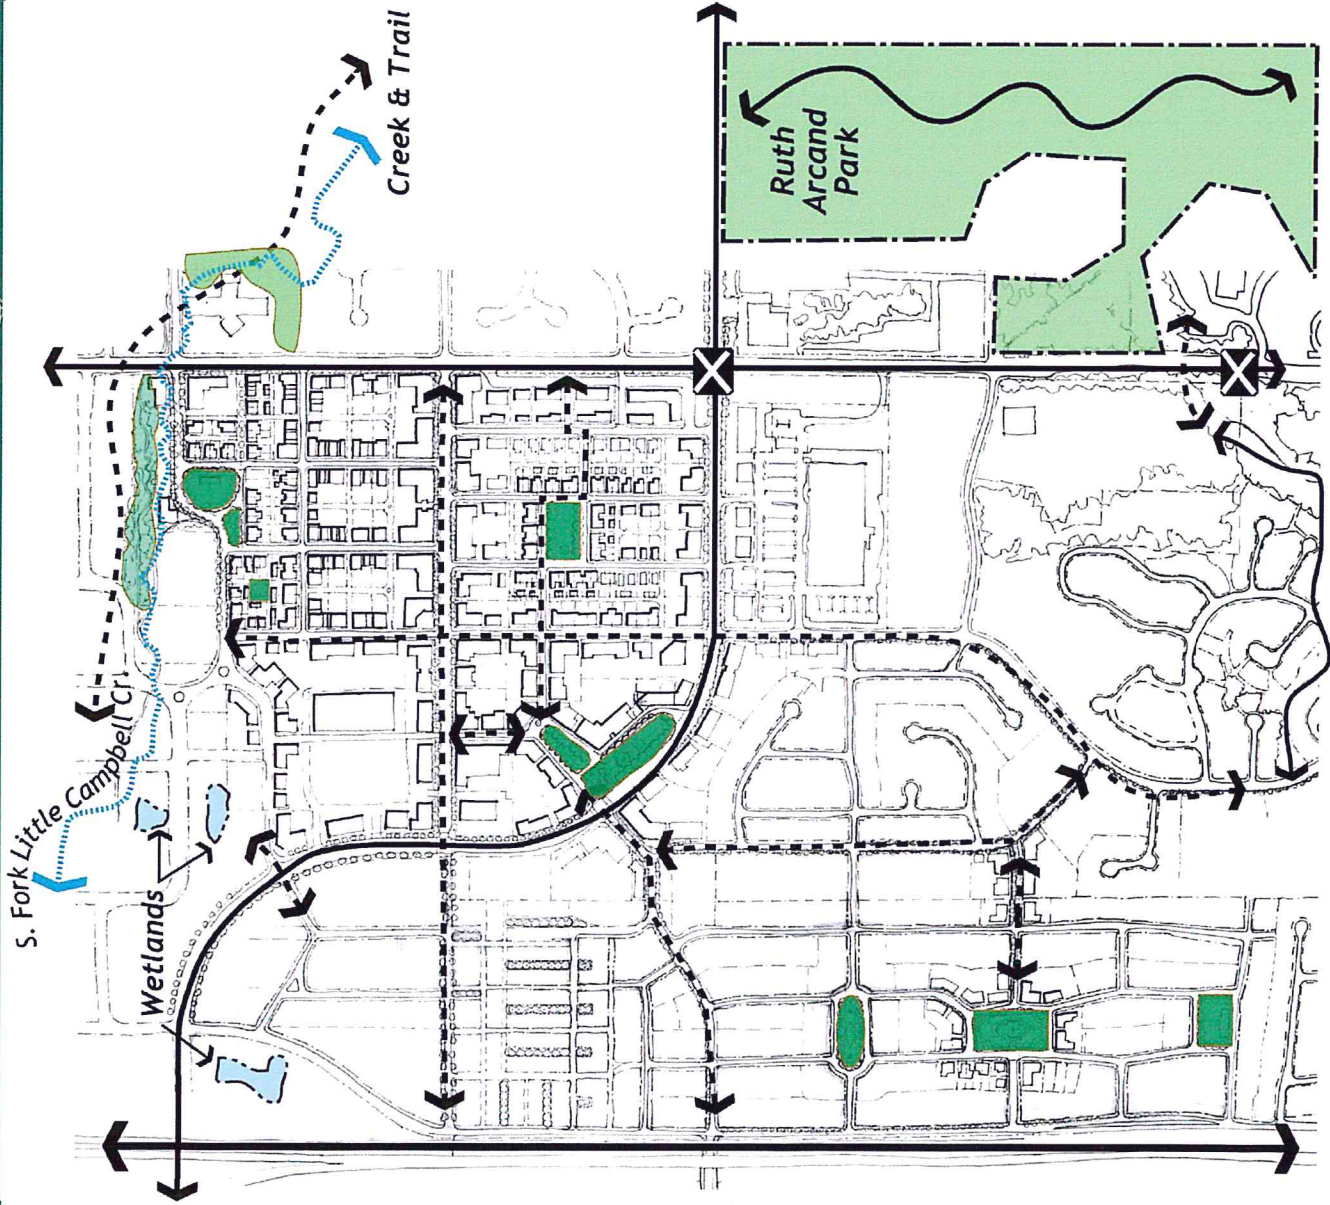 Creek & Trail
Ruth
Arcand
Park
S. Fork Little Campbell Cr.
Wetlands